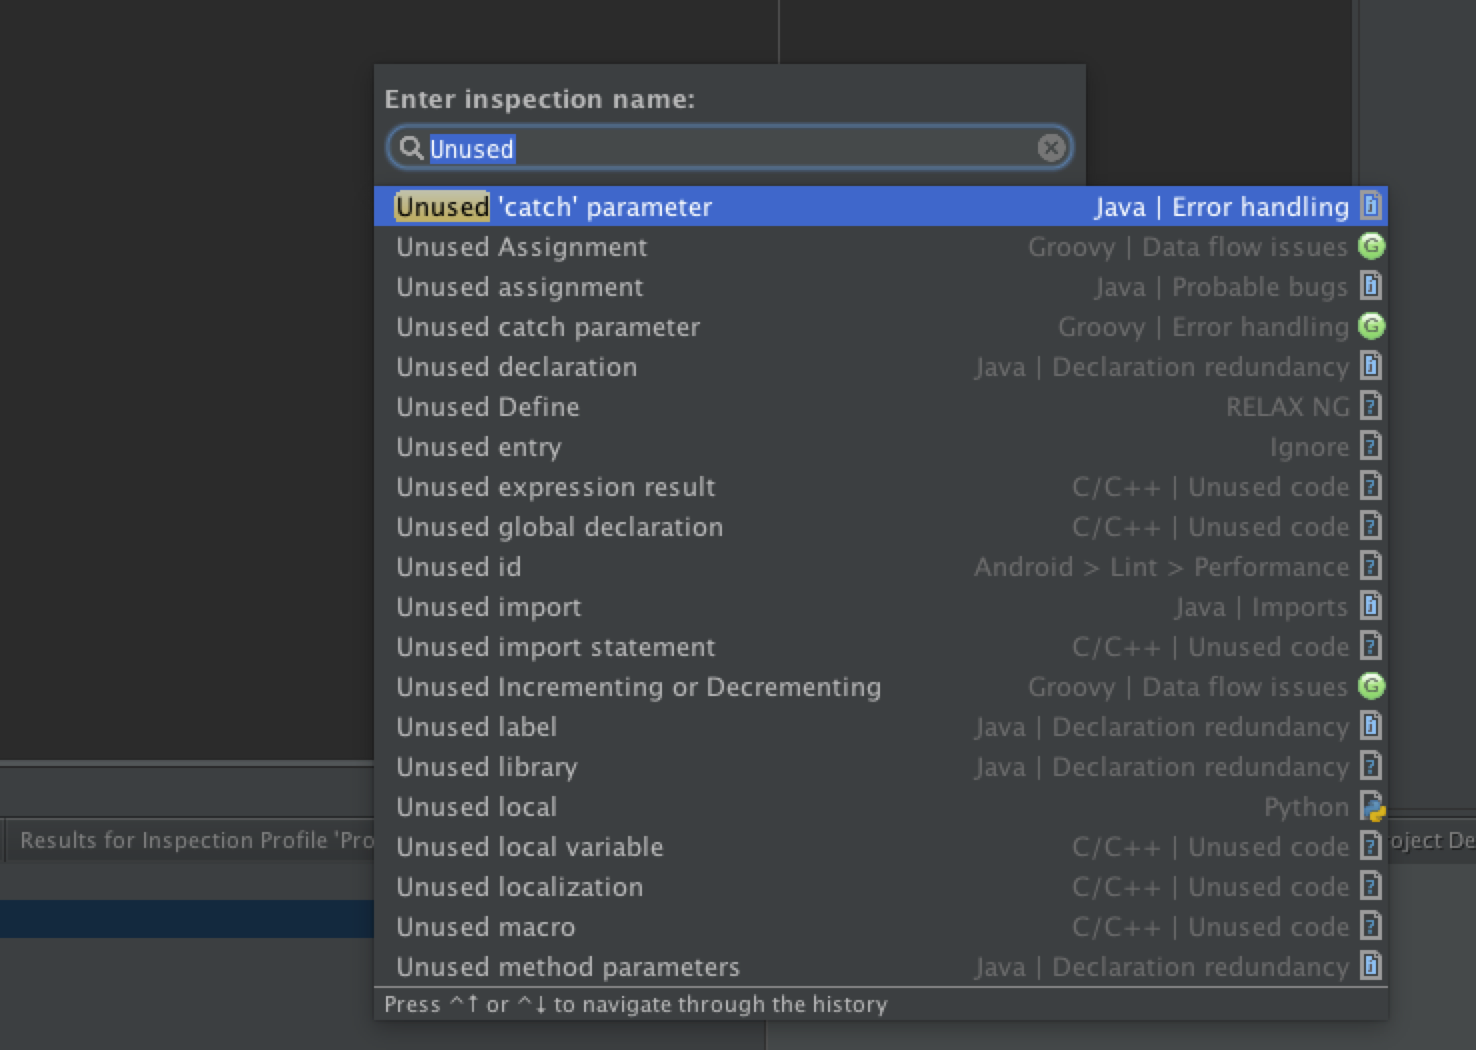 Enter inspection name:
Unused
Unused 'catch' parameter Java | Error handling
Unused Assignment Groovy | Data flow issues
Unused assignment Java | Probable bugs
Unused catch parameter Groovy | Error handling
Unused declaration Java | Declaration redundancy
Unused Define RELAX NG
Unused entry Ignore
Unused expression result C/C++ | Unused code
Unused global declaration C/C++ | Unused code
Unused id Android > Lint > Performance
Unused import Java | Imports
Unused import statement C/C++ | Unused code
Unused Incrementing or Decrementing Groovy | Data flow issues
Unused label Java | Declaration redundancy
Unused library Java | Declaration redundancy
Unused local Python
Results for Inspection Profile 'Pro
Unused local variable C/C++ | Unused code
oject De
Unused localization C/C++ | Unused code
Unused macro C/C++ | Unused code
Unused method parameters Java | Declaration redundancy
Press ^↑ or ^↓ to navigate through the history